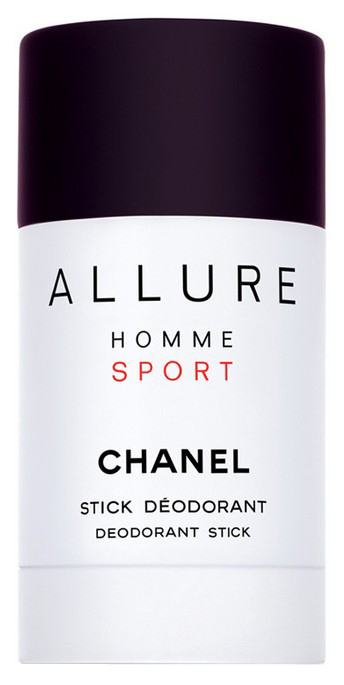 ALLURE
HOMME
SPORT
CHANEL
STICK DÉODORANT
DEODORANT STICK